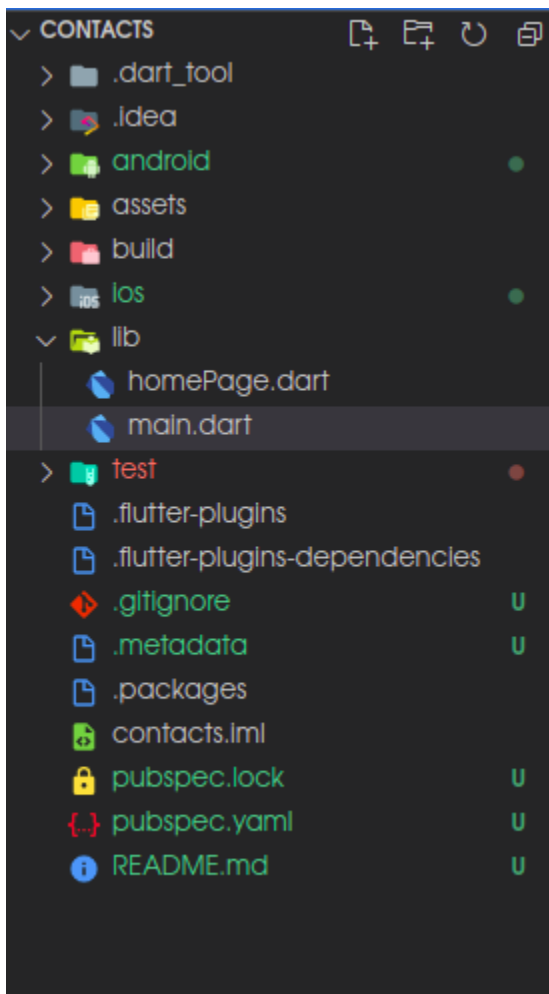 CONTACTS
.dart_tool
.idea
android
assets
build
ios
lib
homePage.dart
main.dart
test
.flutter-plugins
.flutter-plugins-dependencies
.gitignore U
.metadata U
.packages
contacts.iml
pubspec.lock U
pubspec.yaml U
README.md U